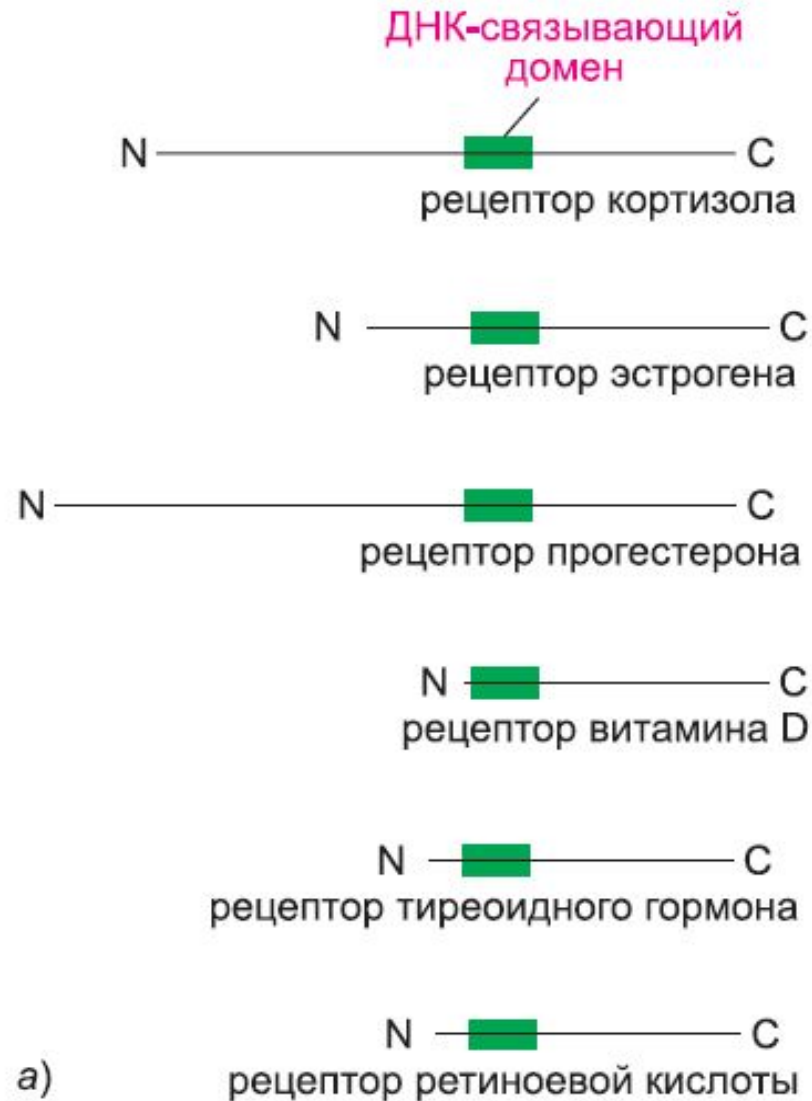 ДНК-связывающий
домен
N C
рецептор кортизола
N C
рецептор эстрогена
N C
рецептор прогестерона
N C
рецептор витамина D
N C
рецептор тиреоидного гормона
N C
а) рецептор ретиноевой кислоты